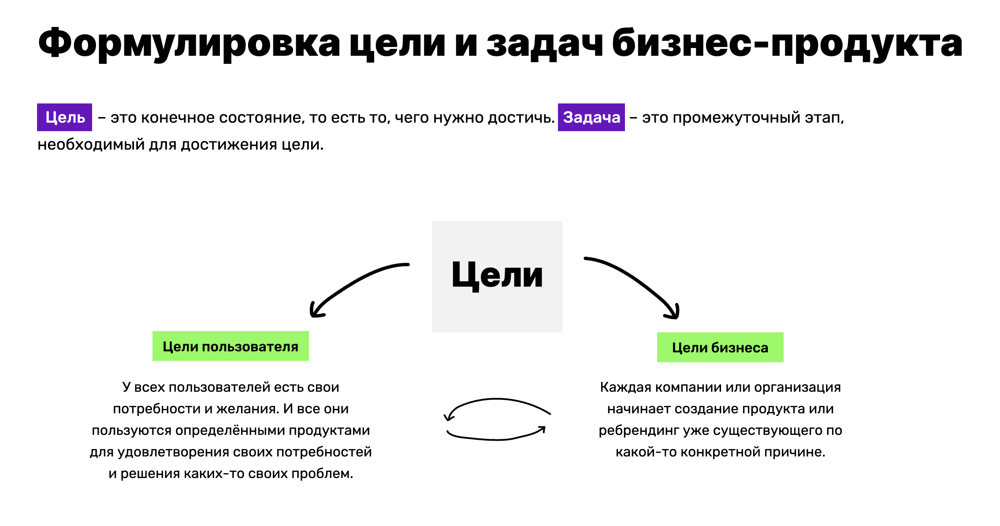 Формулировка цели и задач бизнес-продукта
Цель – это конечное состояние, то есть то, чего нужно достичь. Задача – это промежуточный этап,
необходимый для достижения цели.
Цели
Цели пользователя
У всех пользователей есть свои
потребности и желания. И все они
пользуются определёнными продуктами
для удовлетворения своих потребностей
и решения каких-то своих проблем.
Цели бизнеса
Каждая компании или организация
начинает создание продукта или
ребрендинг уже существующего по
какой-то конкретной причине.